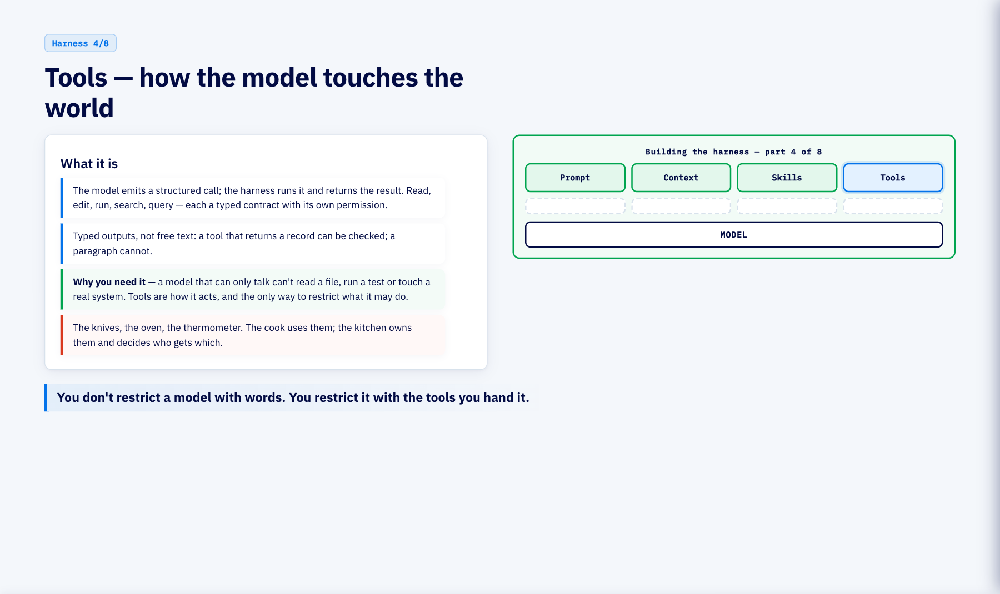 Harness 4/8
Tools — how the model touches the
world
What it is
The model emits a structured call; the harness runs it and returns the result. Read,
edit, run, search, query — each a typed contract with its own permission.
Typed outputs, not free text: a tool that returns a record can be checked; a
paragraph cannot.
Why you need it — a model that can only talk can't read a file, run a test or touch a
real system. Tools are how it acts, and the only way to restrict what it may do.
The knives, the oven, the thermometer. The cook uses them; the kitchen owns
them and decides who gets which.
Building the harness — part 4 of 8
Prompt
Context
Skills
Tools
MODEL
You don't restrict a model with words. You restrict it with the tools you hand it.